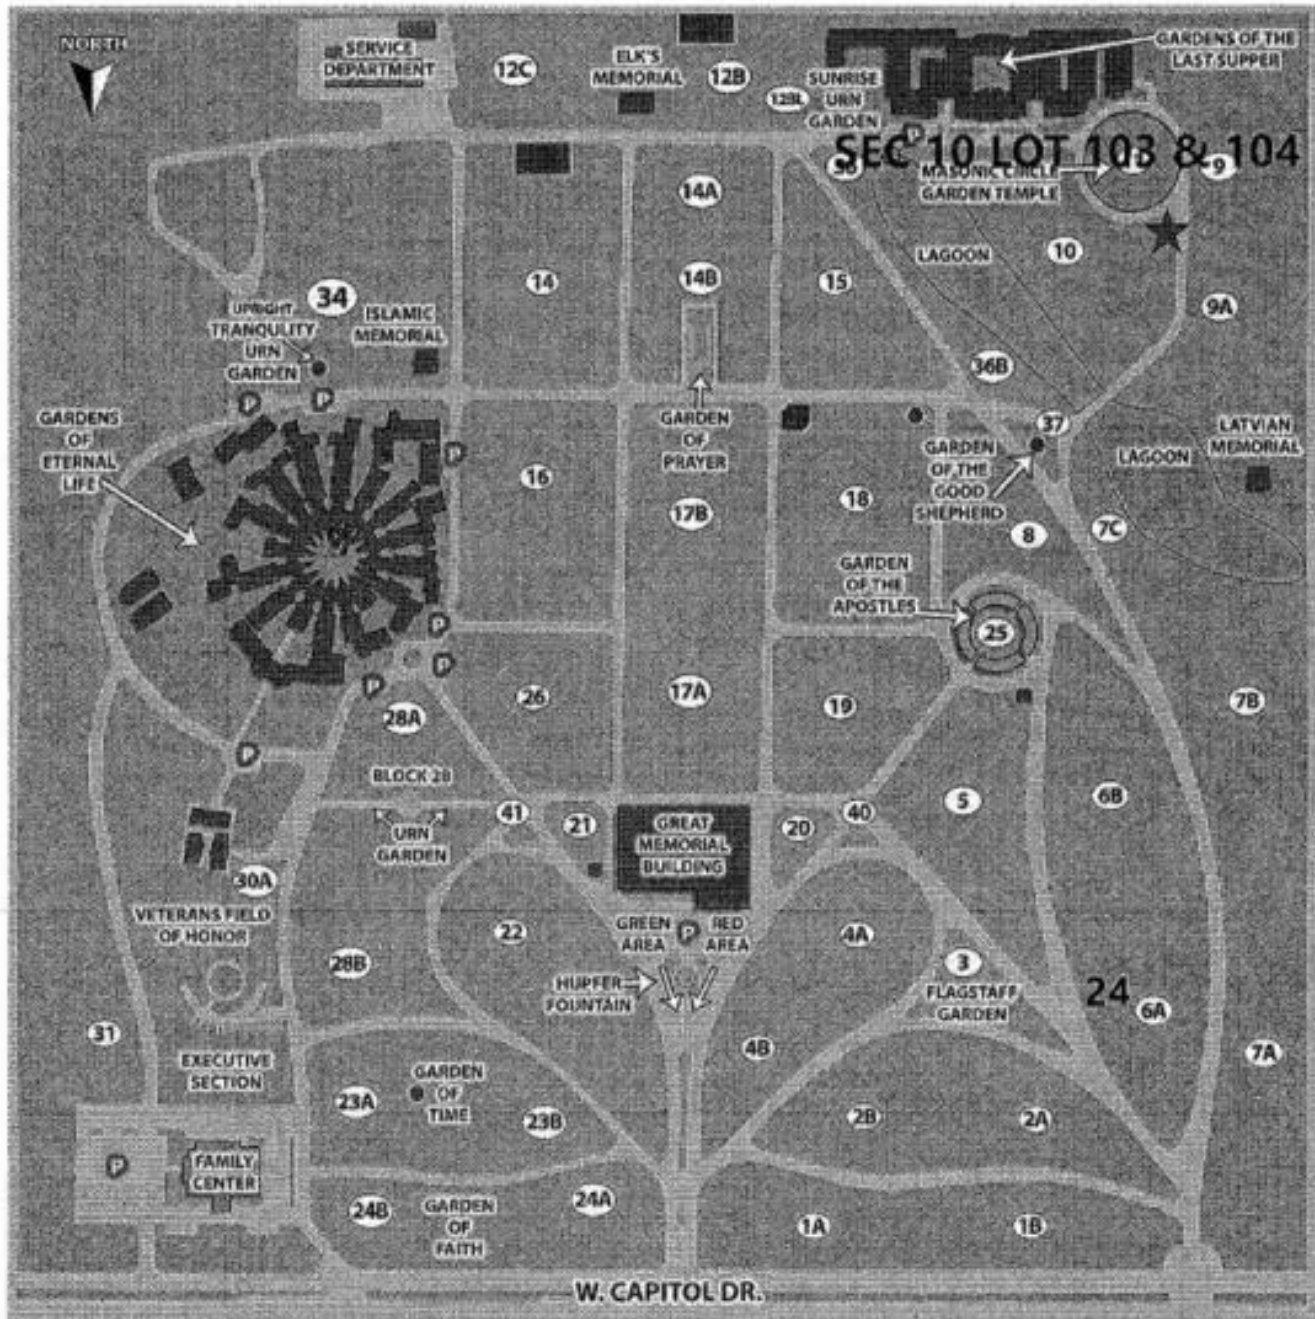 NORTH
SERVICE
DEPARTMENT
12C
ELK'S
MEMORIAL
12B
12BL
SUNRISE
URN
GARDEN
GARDENS OF THE
LAST SUPPER
P
SEC 10 LOT 103 & 104
36
MASONIC CIRCLE
GARDEN TEMPLE
9
14A
LAGOON
10
14
14B
15
9A
34
UPRIGHT
TRANQULITY
URN
GARDEN
ISLAMIC
MEMORIAL
36B
P
P
GARDENS
OF
ETERNAL
LIFE
GARDEN
OF
PRAYER
37
GARDEN
OF THE
GOOD
SHEPHERD
LAGOON
LATVIAN
MEMORIAL
P
16
17B
18
8
7C
GARDEN
OF THE
APOSTLES
25
P
P
P
26
17A
19
7B
28A
P
BLOCK 28
5
6B
URN
GARDEN
41
21
GREAT
MEMORIAL
BUILDING
20
40
30A
VETERANS FIELD
OF HONOR
22
GREEN
AREA
P
RED
AREA
4A
28B
HUPFER
FOUNTAIN
3
FLAGSTAFF
GARDEN
24
6A
31
4B
7A
EXECUTIVE
SECTION
23A
GARDEN
OF
TIME
23B
2B
2A
P
FAMILY
CENTER
24B
GARDEN
OF
FAITH
24A
1A
1B
W. CAPITOL DR.